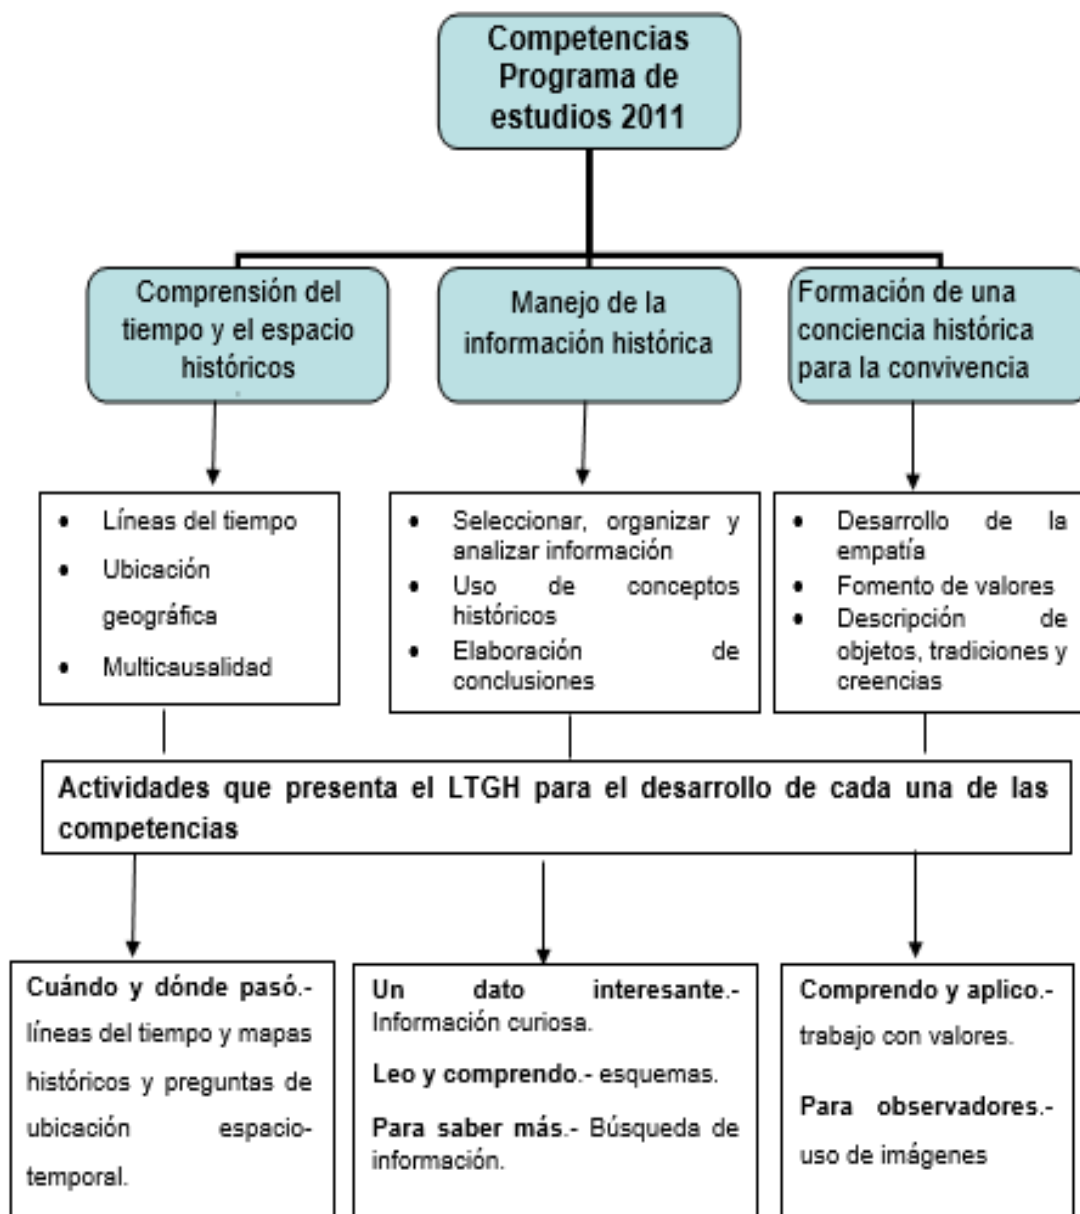 Competencias
Programa de
estudios 2011
Comprensión del
tiempo y el espacio
históricos
Manejo de la
información histórica
Formación de una
conciencia histórica
para la convivencia
• Líneas del tiempo
• Ubicación
geográfica
• Multicausalidad
• Seleccionar, organizar y
analizar información
• Uso de conceptos
históricos
• Elaboración de
conclusiones
• Desarrollo de la
empatía
• Fomento de valores
• Descripción de
objetos, tradiciones y
creencias
Actividades que presenta el LTGH para el desarrollo de cada una de las
competencias
Cuándo y dónde pasó.-
líneas del tiempo y mapas
históricos y preguntas de
ubicación espacio-
temporal.
Un dato interesante.-
Información curiosa.
Leo y comprendo.- esquemas.
Para saber más.- Búsqueda de
información.
Comprendo y aplico.-
trabajo con valores.
Para observadores.-
uso de imágenes